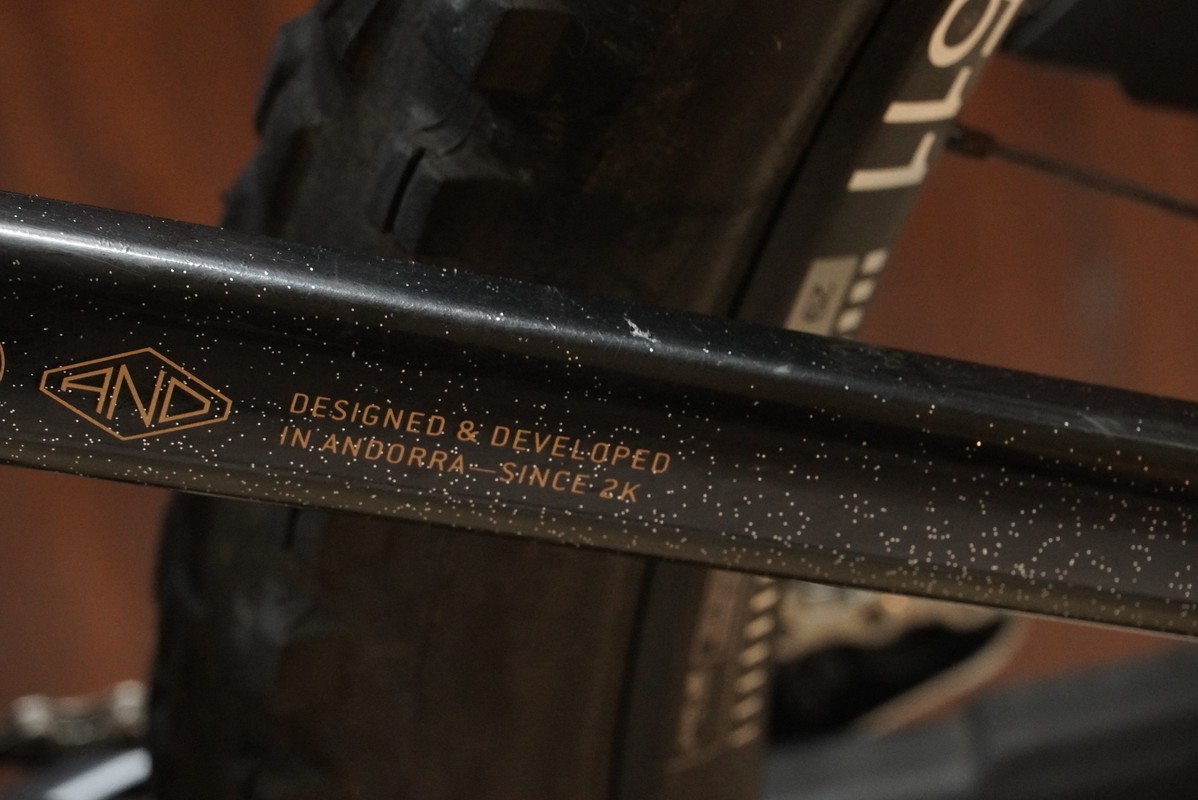 AND
DESIGNED & DEVELOPED
IN ANDORRA—SINCE 2K